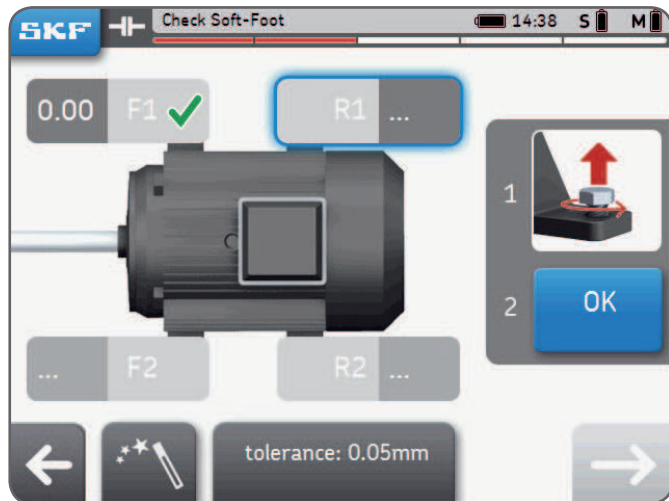 SKF
Check Soft-Foot
14:38
S
M
0.00 F1
R1 ...
1
2
OK
... F2
R2 ...
tolerance: 0.05mm